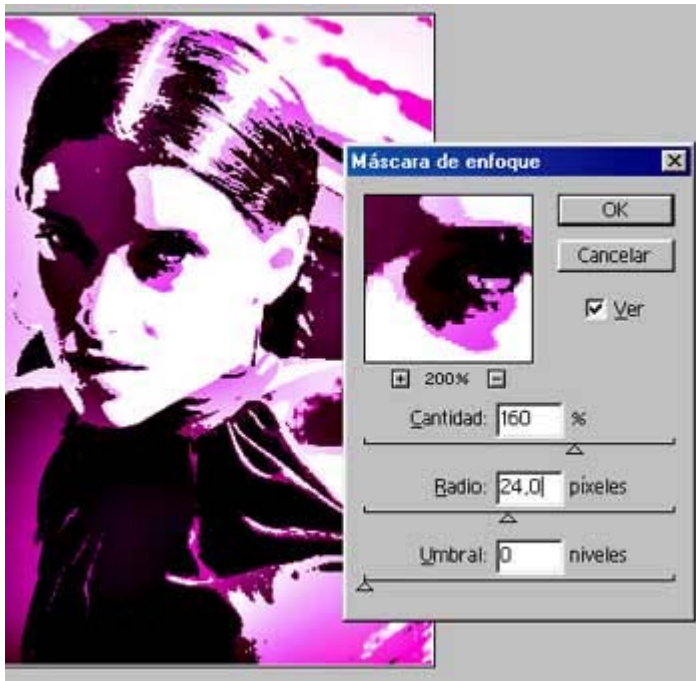 Máscara de enfoque
OK
Cancelar
Ver
200%
Cantidad: 160 %
Radio: 24,0 píxeles
Umbral: 0 niveles